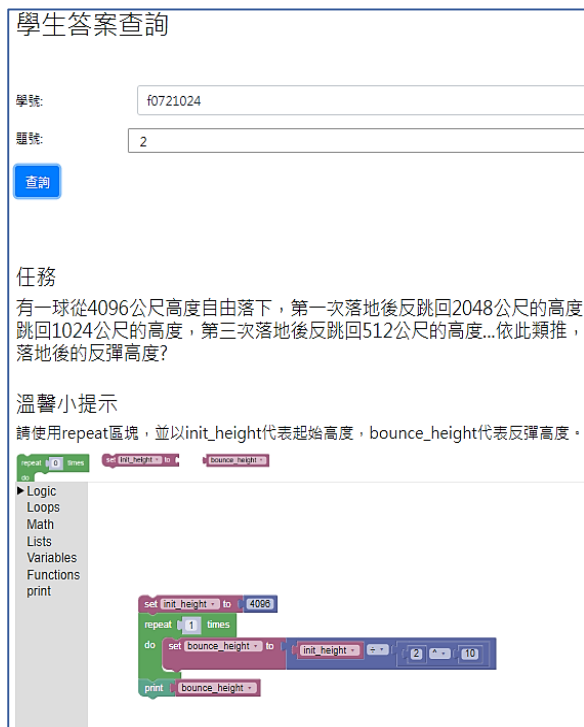 學生答案查詢
學號:
f0721024
題號:
2
查詢
任務
有一球從4096公尺高度自由落下，第一次落地後反跳回2048公尺的高度
跳回1024公尺的高度，第三次落地後反跳回512公尺的高度...依此類推，
落地後的反彈高度?
溫馨小提示
請使用repeat區塊，並以init_height代表起始高度，bounce_height代表反彈高度。
repeat 0 times
do
set init_height to
bounce_height
Logic
Loops
Math
Lists
Variables
Functions
print
set init_height to 4096
repeat 1 times
do set bounce_height to init_height ÷ 2 ^ 10
print bounce_height